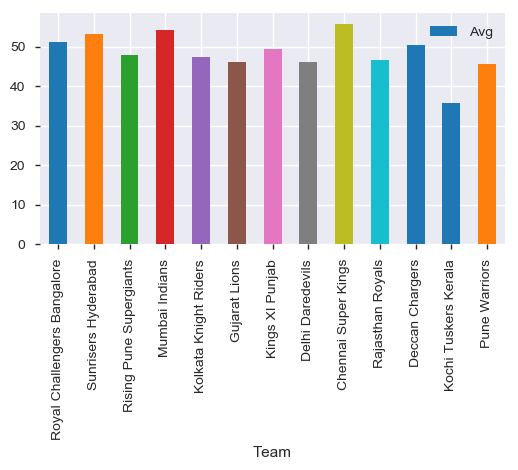 Avg
50
40
30
20
10
0
Royal Challengers Bangalore
Sunrisers Hyderabad
Rising Pune Supergiants
Mumbai Indians
Kolkata Knight Riders
Gujarat Lions
Kings XI Punjab
Delhi Daredevils
Chennai Super Kings
Rajasthan Royals
Deccan Chargers
Kochi Tuskers Kerala
Pune Warriors
Team